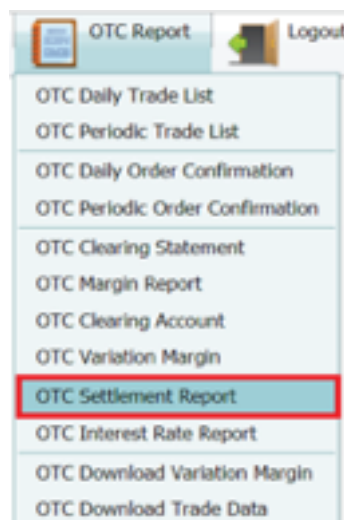 OTC Report
Logout
OTC Daily Trade List
OTC Periodic Trade List
OTC Daily Order Confirmation
OTC Periodic Order Confirmation
OTC Clearing Statement
OTC Margin Report
OTC Clearing Account
OTC Variation Margin
OTC Settlement Report
OTC Interest Rate Report
OTC Download Variation Margin
OTC Download Trade Data